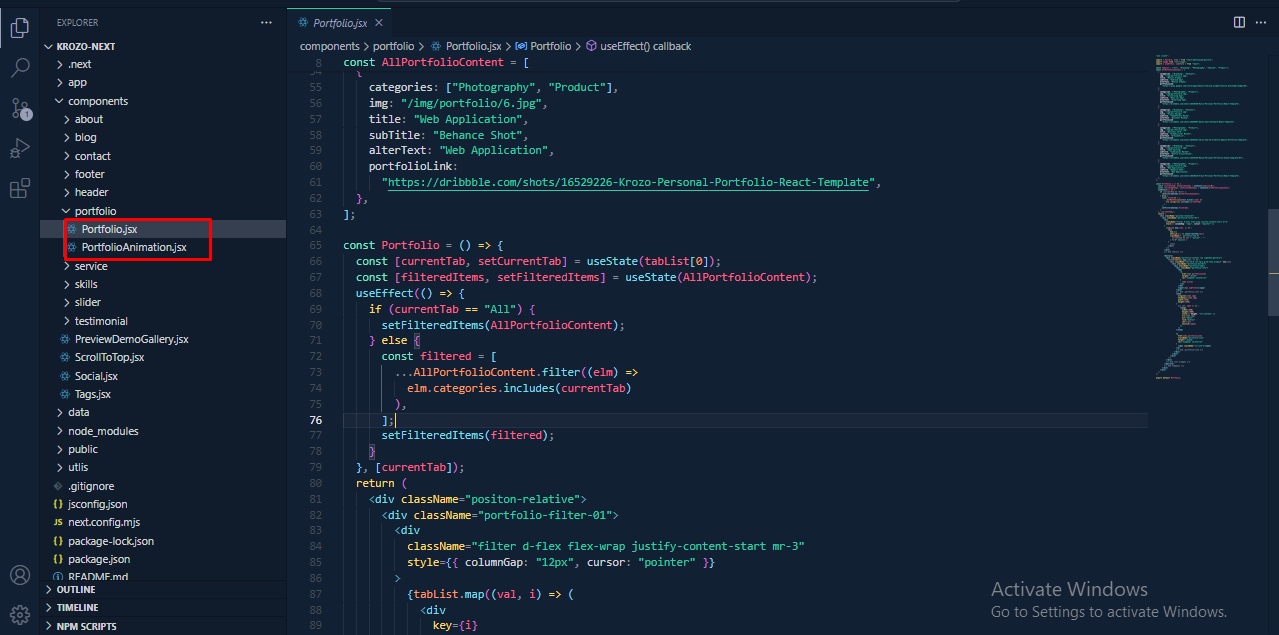 EXPLORER
KROZO-NEXT
.next
app
components
about
blog
contact
footer
header
portfolio
Portfolio.jsx
PortfolioAnimation.jsx
service
skills
slider
testimonial
PreviewDemoGallery.jsx
ScrollToTop.jsx
Social.jsx
Tags.jsx
data
node_modules
public
utlis
.gitignore
jsconfig.json
JS next.config.mjs
package-lock.json
package.json
README.md
OUTLINE
TIMELINE
NPM SCRIPTS
1
Portfolio.jsx
components > portfolio > Portfolio.jsx > Portfolio > useEffect() callback
8 const AllPortfolioContent = [
54 {
55 categories: ["Photography", "Product"],
56 img: "/img/portfolio/6.jpg",
57 title: "Web Application",
58 subTitle: "Behance Shot",
59 alterText: "Web Application",
60 portfolioLink:
61 "https://dribbble.com/shots/16529226-Krozo-Personal-Portfolio-React-Template",
62 },
63 ];
64
65 const Portfolio = () => {
66 const [currentTab, setCurrentTab] = useState(tabList[0]);
67 const [filteredItems, setFilteredItems] = useState(AllPortfolioContent);
68 useEffect(() => {
69 if (currentTab == "All") {
70 setFilteredItems(AllPortfolioContent);
71 } else {
72 const filtered = [
73 ...AllPortfolioContent.filter((elm) =>
74 elm.categories.includes(currentTab)
75 ),
76 ];
77 setFilteredItems(filtered);
78 }
79 }, [currentTab]);
80 return (
81 <div className="positon-relative">
82 <div className="portfolio-filter-01">
83 <div
84 className="filter d-flex flex-wrap justify-content-start mr-3"
85 style={{ columnGap: "12px", cursor: "pointer" }}
86 >
87 {tabList.map((val, i) => (
88 <div
89 key={i}
Activate Windows
Go to Settings to activate Windows.